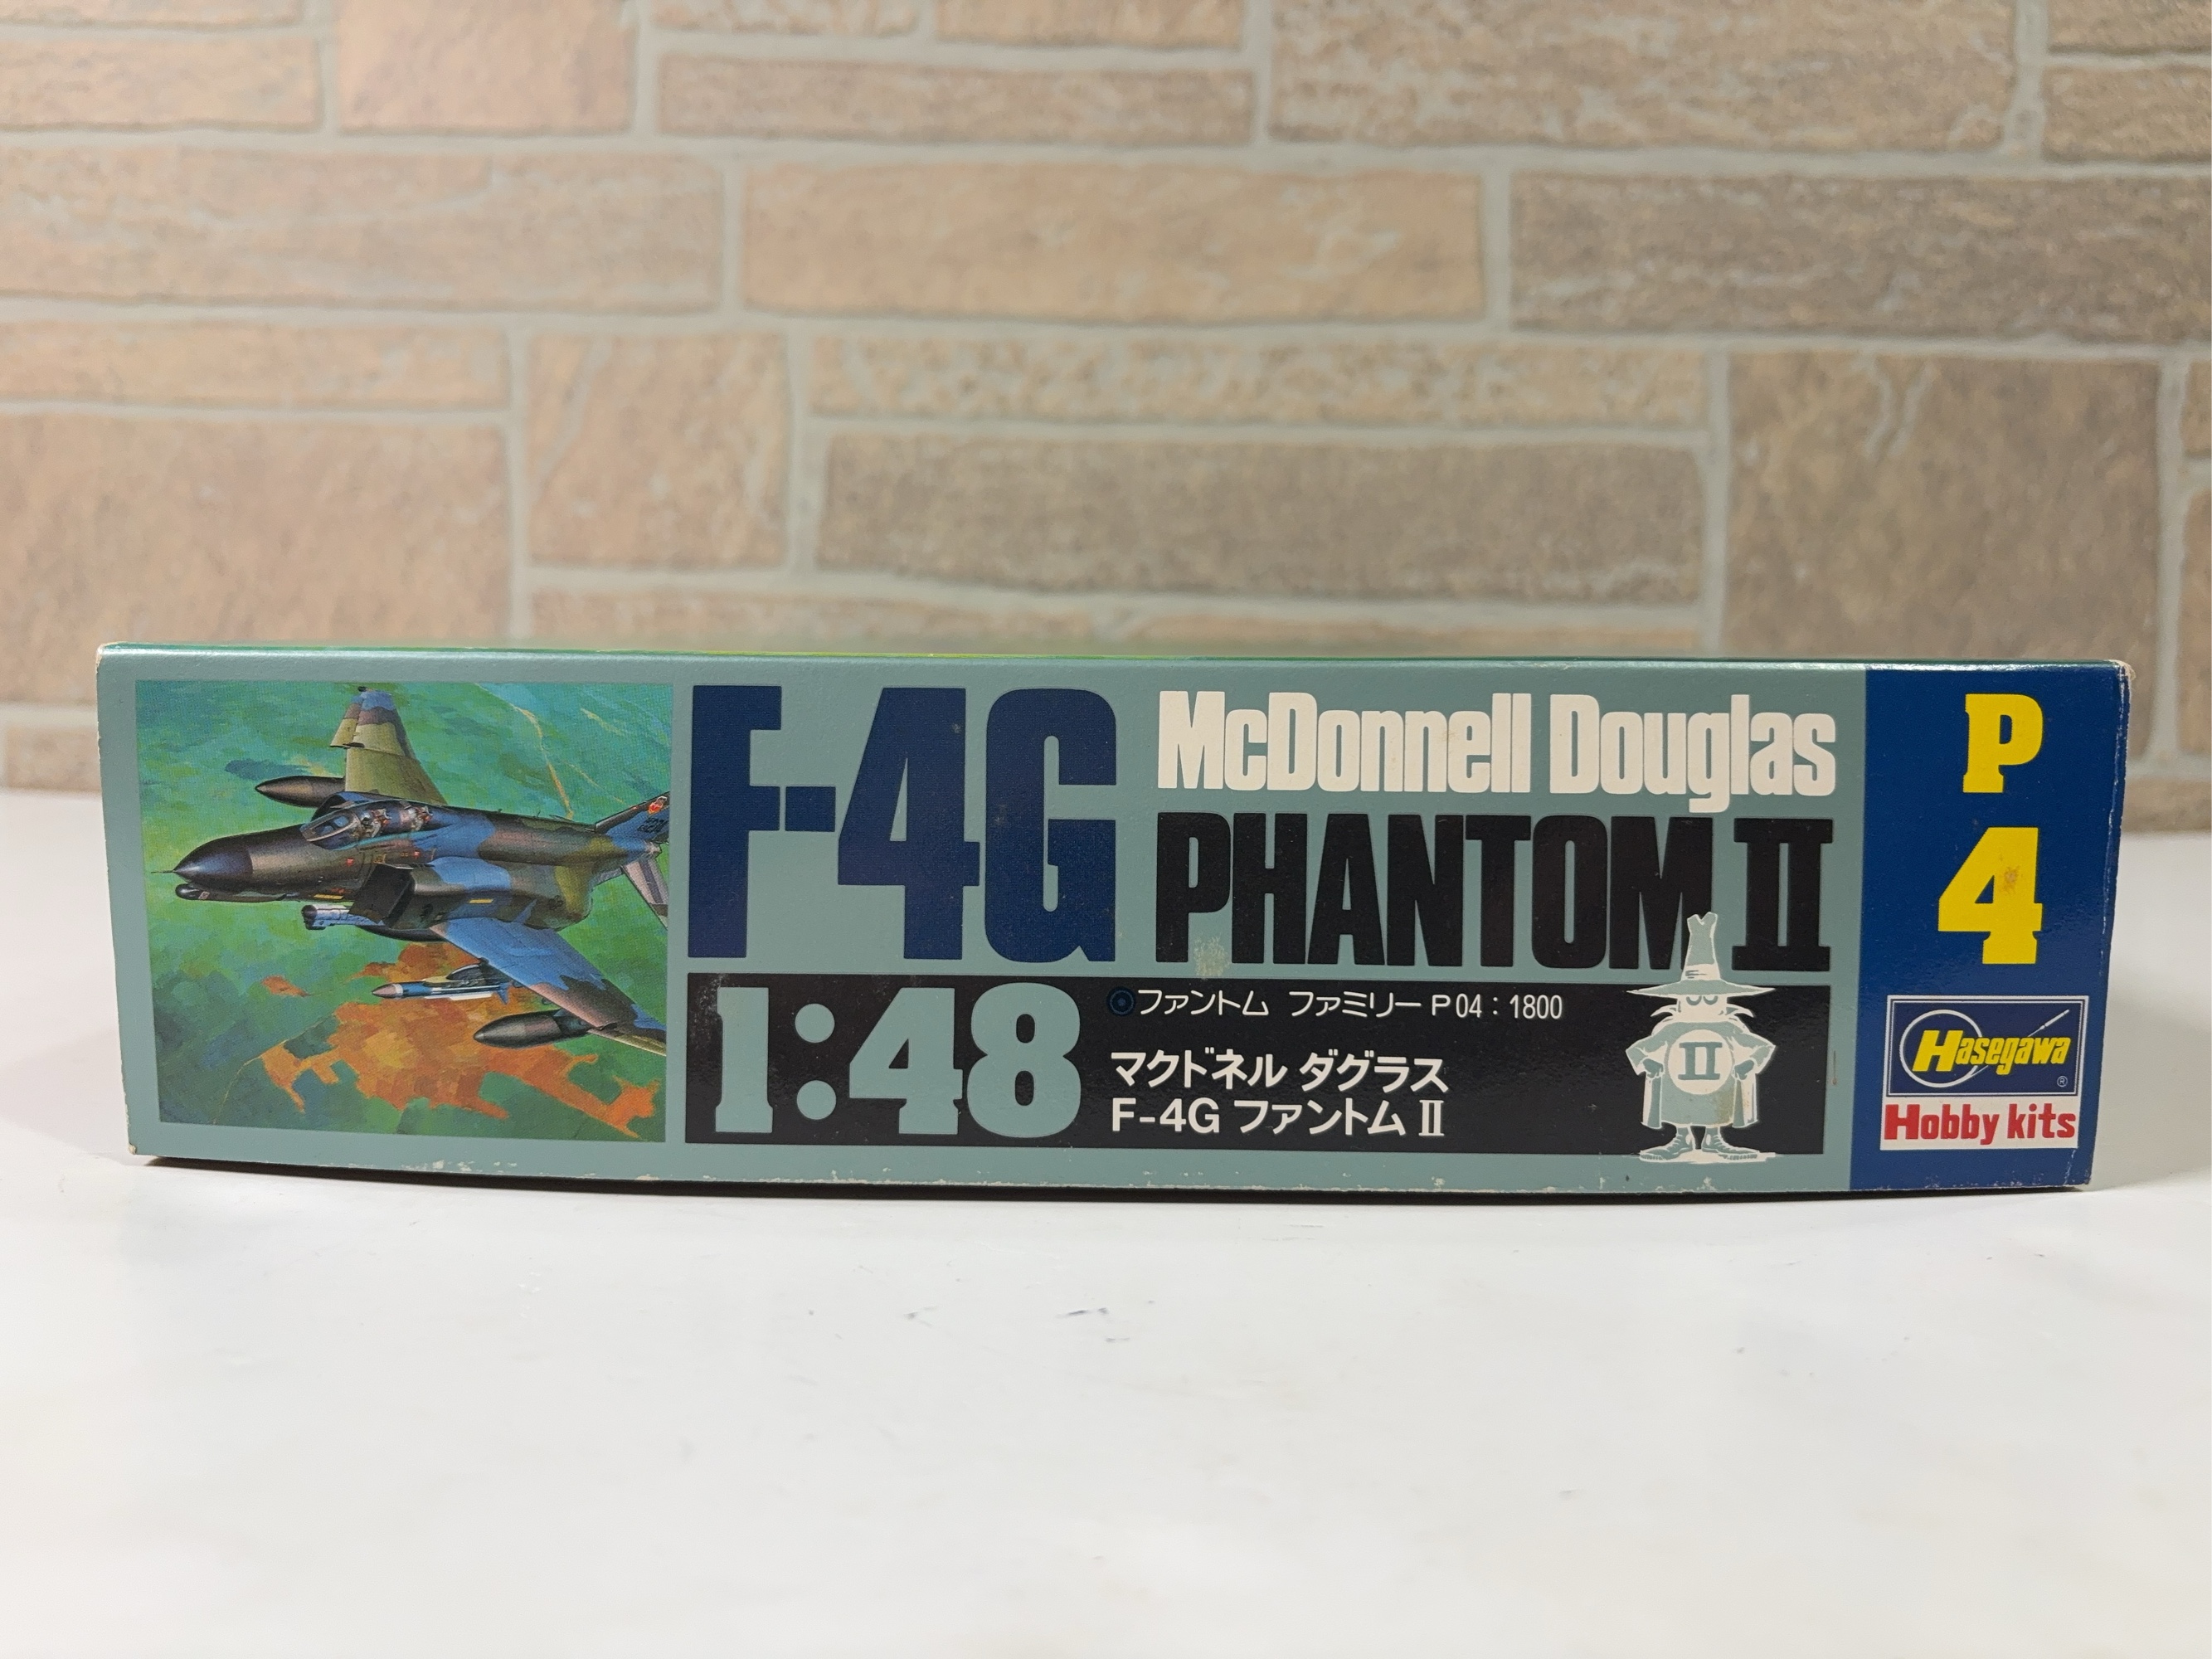 F-4G
McDonnell Douglas
PHANTOM II
1:48
ファントム ファミリー P04:1800
マクドネル ダグラス
F-4G ファントム II
II
P
4
Hasegawa
®
Hobby kits